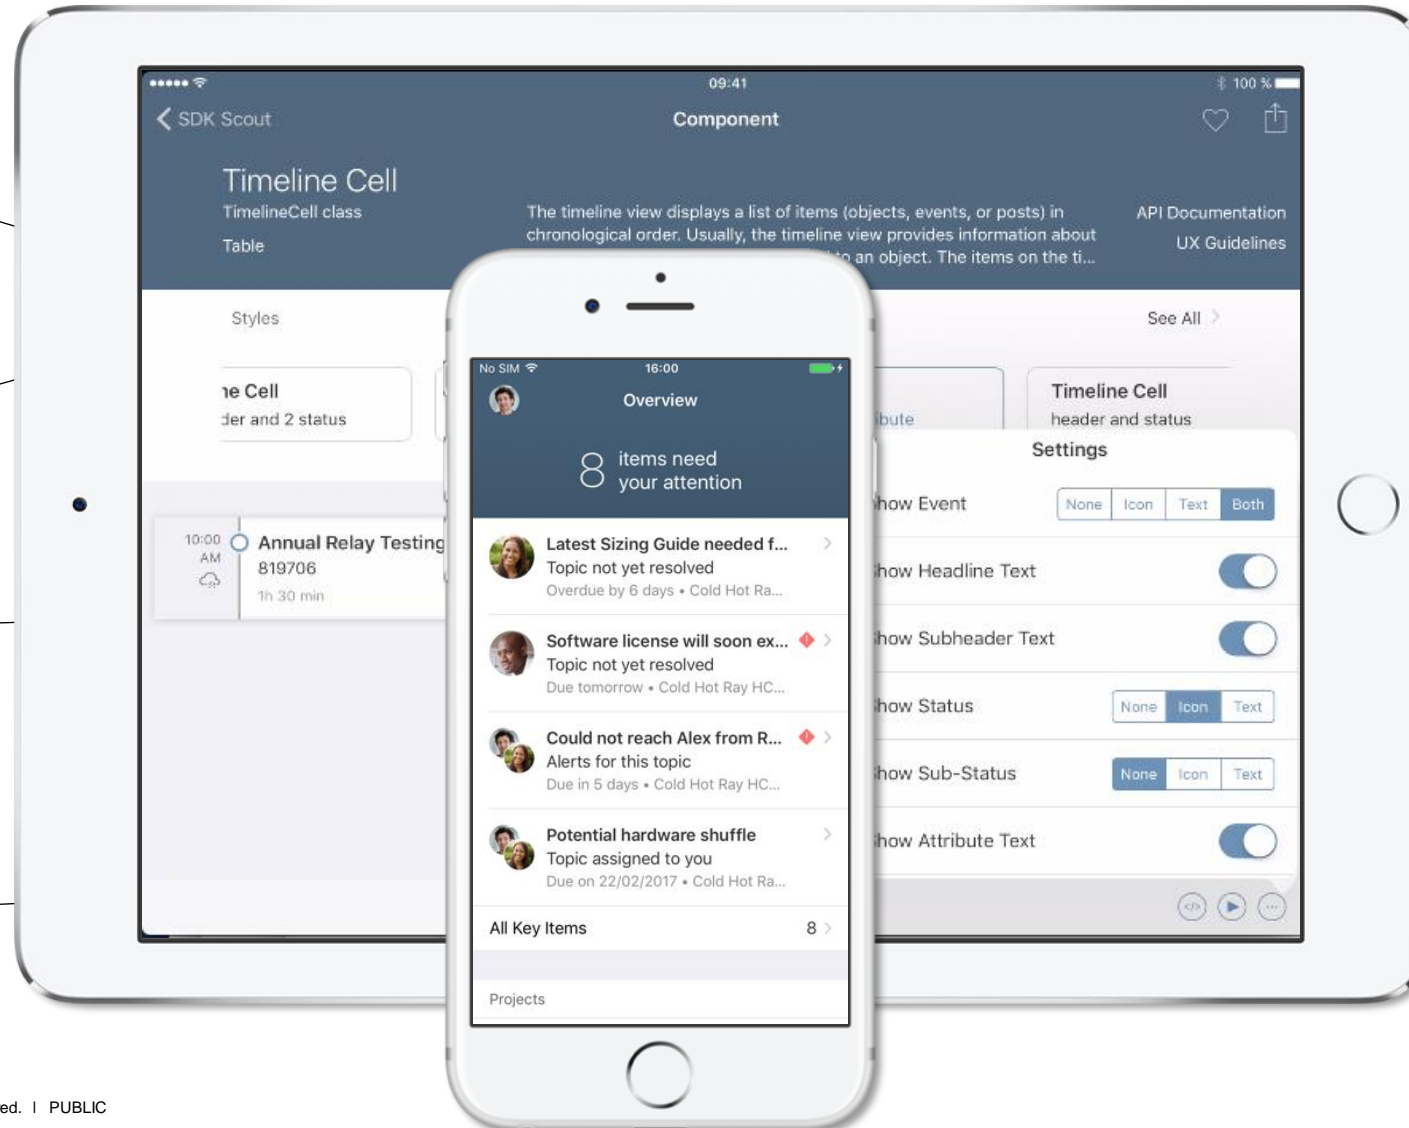 09:41
100 %
SDK Scout
Component
Timeline Cell
TimelineCell class
Table
The timeline view displays a list of items (objects, events, or posts) in
chronological order. Usually, the timeline view provides information about
to an object. The items on the ti...
API Documentation
UX Guidelines
Styles
See All
ne Cell
der and 2 status
ibute
Timeline Cell
header and status
10:00
AM
Annual Relay Testing
819706
1h 30 min
Settings
how Event
None Icon Text Both
how Headline Text
how Subheader Text
how Status
None Icon Text
how Sub-Status
None Icon Text
how Attribute Text
No SIM
16:00
Overview
8
items need
your attention
Latest Sizing Guide needed f...
Topic not yet resolved
Overdue by 6 days • Cold Hot Ra...
Software license will soon ex...
Topic not yet resolved
Due tomorrow • Cold Hot Ray HC...
Could not reach Alex from R...
Alerts for this topic
Due in 5 days • Cold Hot Ray HC...
Potential hardware shuffle
Topic assigned to you
Due on 22/02/2017 • Cold Hot Ra...
All Key Items 8
Projects
ed. | PUBLIC